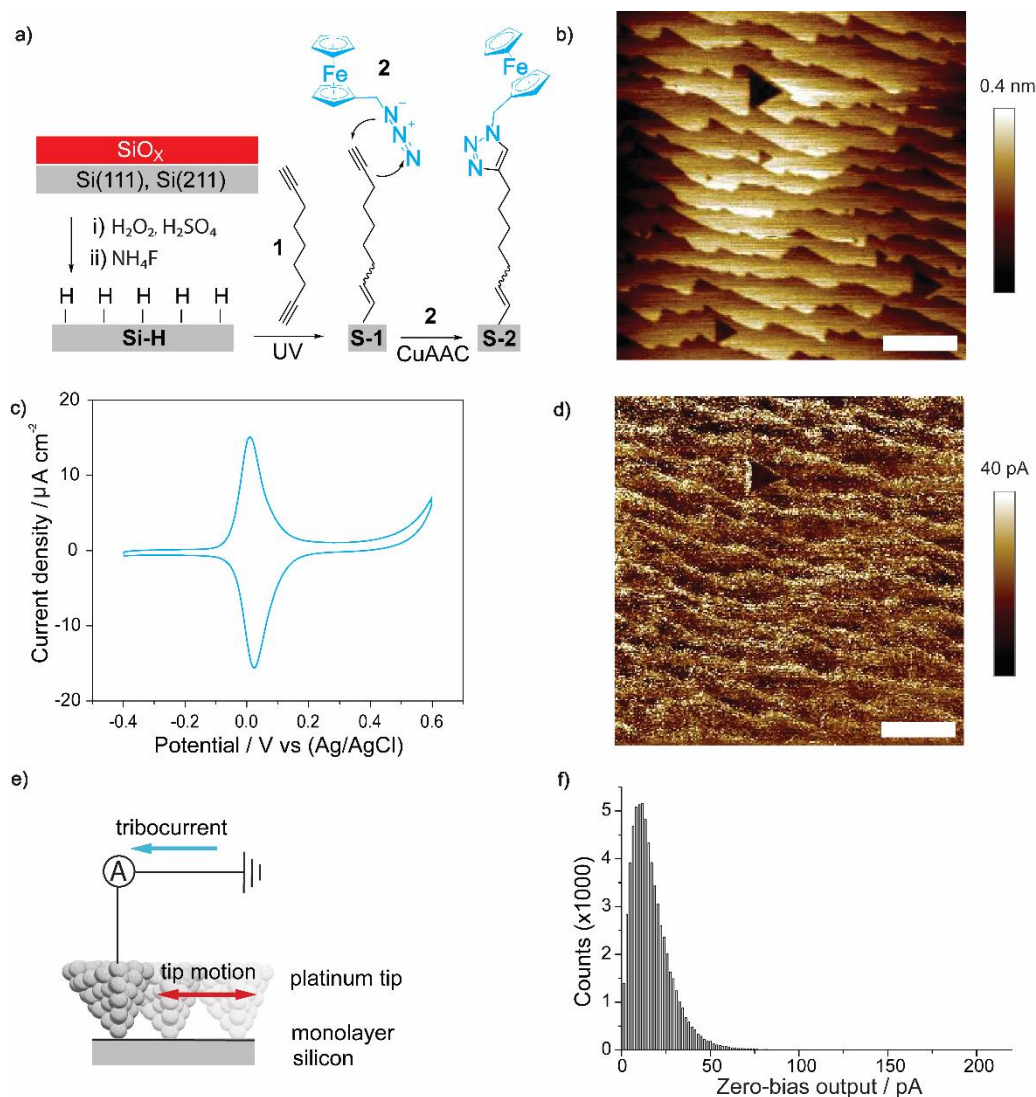 a)
Fe
2
N⁻
N⁺
N
SiOₓ
Si(111), Si(211)
i) H₂O₂, H₂SO₄
ii) NH₄F
H H H H H
Si-H
1
UV
S-1
2
CuAAC
Fe
N
N
N
S-2
b)
0.4 nm
c)
20
10
0
-10
-20
Current density / µA cm⁻²
-0.4 -0.2 0.0 0.2 0.4 0.6
Potential / V vs (Ag/AgCl)
d)
40 pA
e)
tribocurrent
A
tip motion
platinum tip
monolayer
silicon
f)
5
4
3
2
1
0
Counts (x1000)
0 50 100 150 200
Zero-bias output / pA